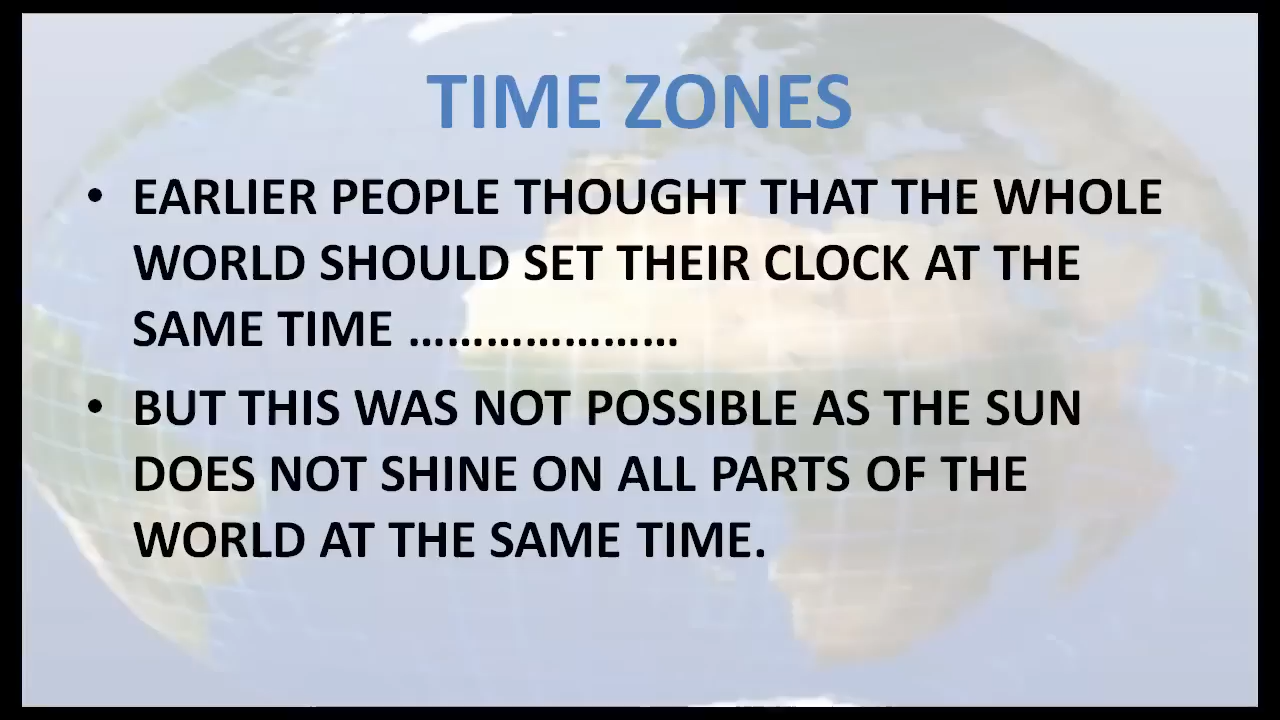 TIME ZONES
• EARLIER PEOPLE THOUGHT THAT THE WHOLE
WORLD SHOULD SET THEIR CLOCK AT THE
SAME TIME …………………
• BUT THIS WAS NOT POSSIBLE AS THE SUN
DOES NOT SHINE ON ALL PARTS OF THE
WORLD AT THE SAME TIME.